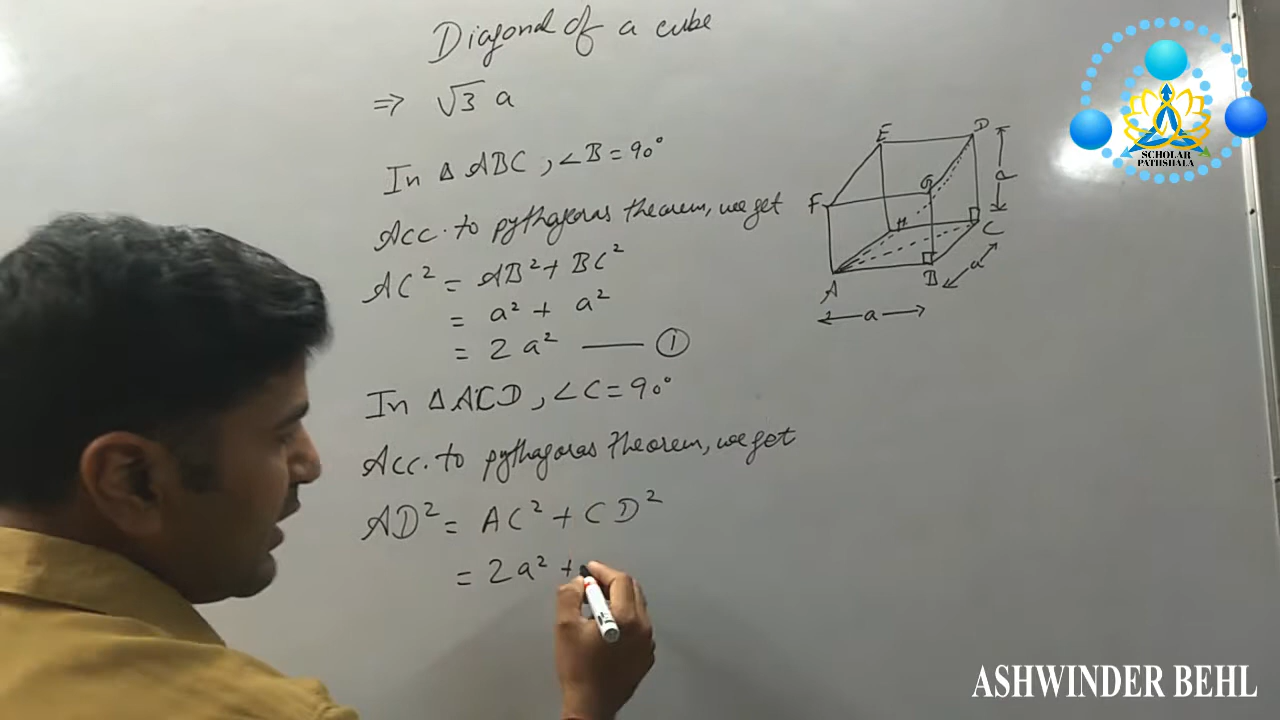 Diagonal of a cube
⇒ √3 a
In Δ ABC, ∠B = 90°
Acc. to pythagoras theorem, we get
AC² = AB² + BC²
= a² + a²
= 2a² —— ①
In Δ ACD, ∠C = 90°
Acc. to pythagoras theorem, we get
AD² = AC² + CD²
= 2a² +
E D
F G
H C
A B
a
a
a
SCHOLAR
PATHSHALA
ASHWINDER BEHL